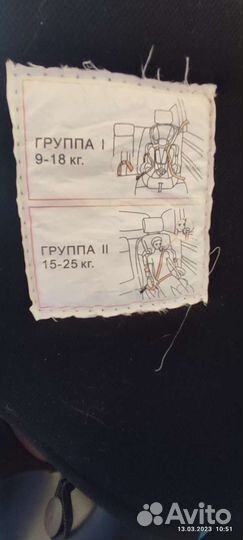 ГРУППА I
9-18 кг.
ГРУППА II
15-25 кг.
Avito
13.03.2023 10:51